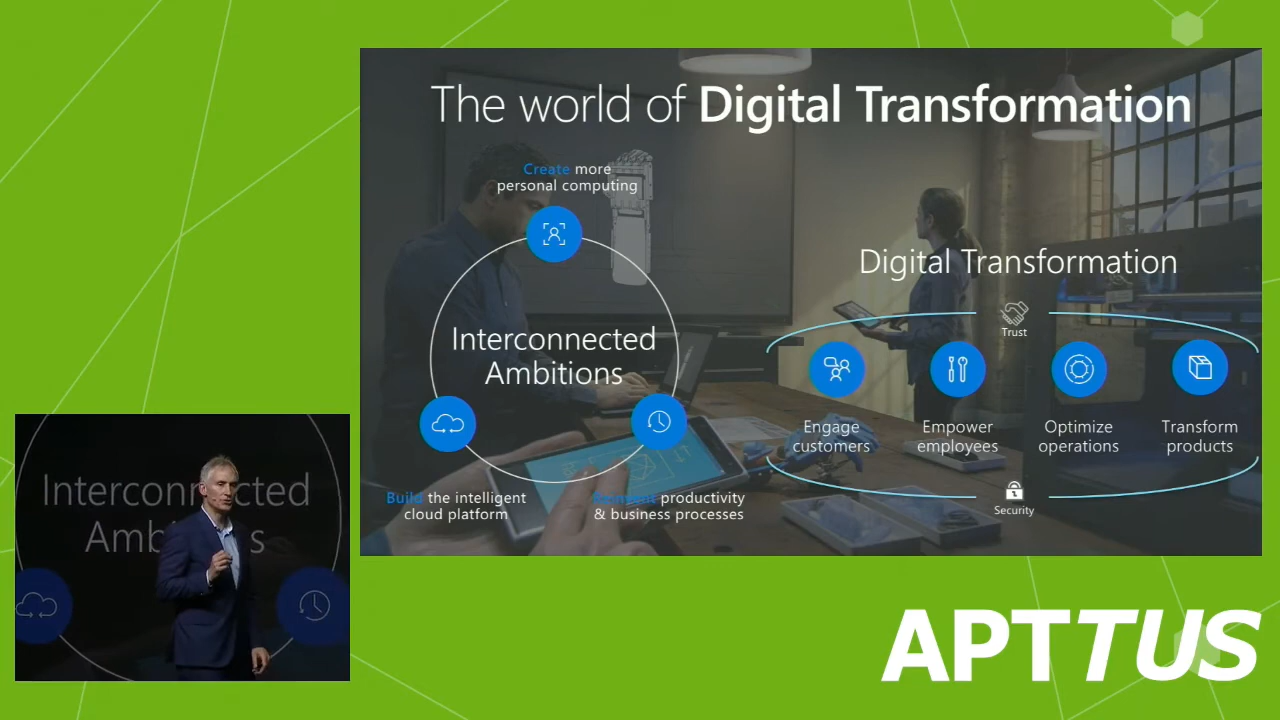 The world of Digital Transformation
Create more
personal computing
Interconnected
Ambitions
Build the intelligent
cloud platform
productivity
& business processes
Digital Transformation
Trust
Engage
customers
Empower
employees
Optimize
operations
Transform
products
Security
Interconnected
Amb s
APTTUS